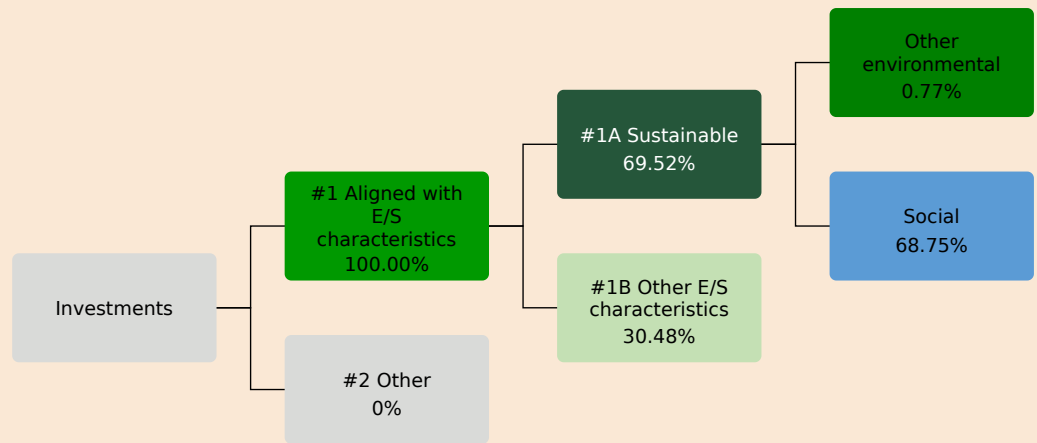 Investments
#1 Aligned with
E/S
characteristics
100.00%
#2 Other
0%
#1A Sustainable
69.52%
#1B Other E/S
characteristics
30.48%
Other
environmental
0.77%
Social
68.75%